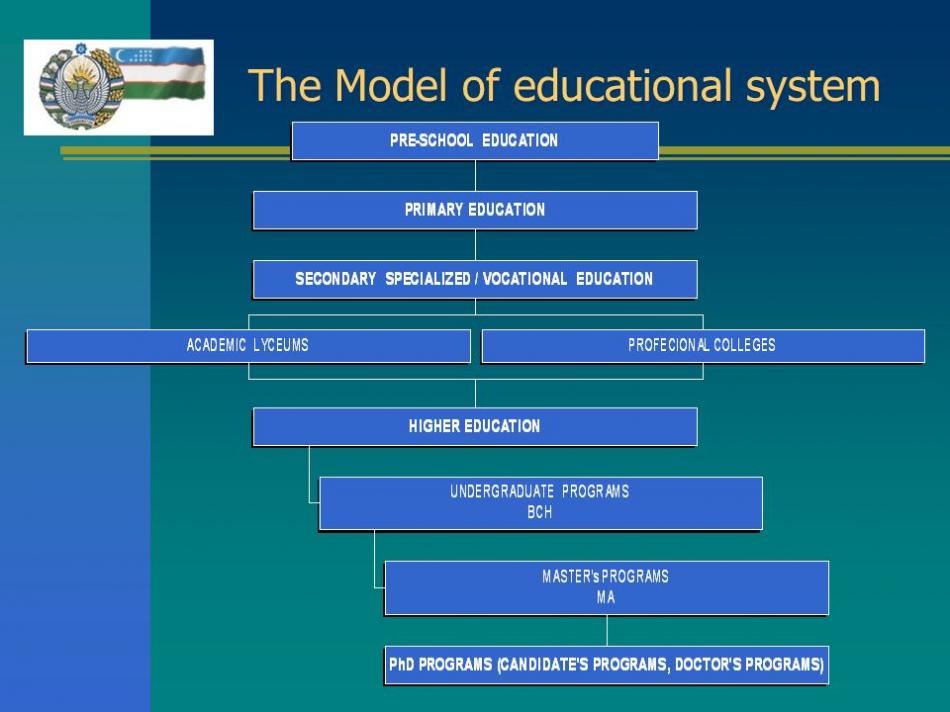 The Model of educational system
PRE-SCHOOL EDUCATION
PRIMARY EDUCATION
SECONDARY SPECIALIZED / VOCATIONAL EDUCATION
ACADEMIC LYCEUMS
PROFECIONAL COLLEGES
HIGHER EDUCATION
UNDERGRADUATE PROGRAMS
BCH
MASTER's PROGRAMS
MA
PhD PROGRAMS (CANDIDATE'S PROGRAMS, DOCTOR'S PROGRAMS)